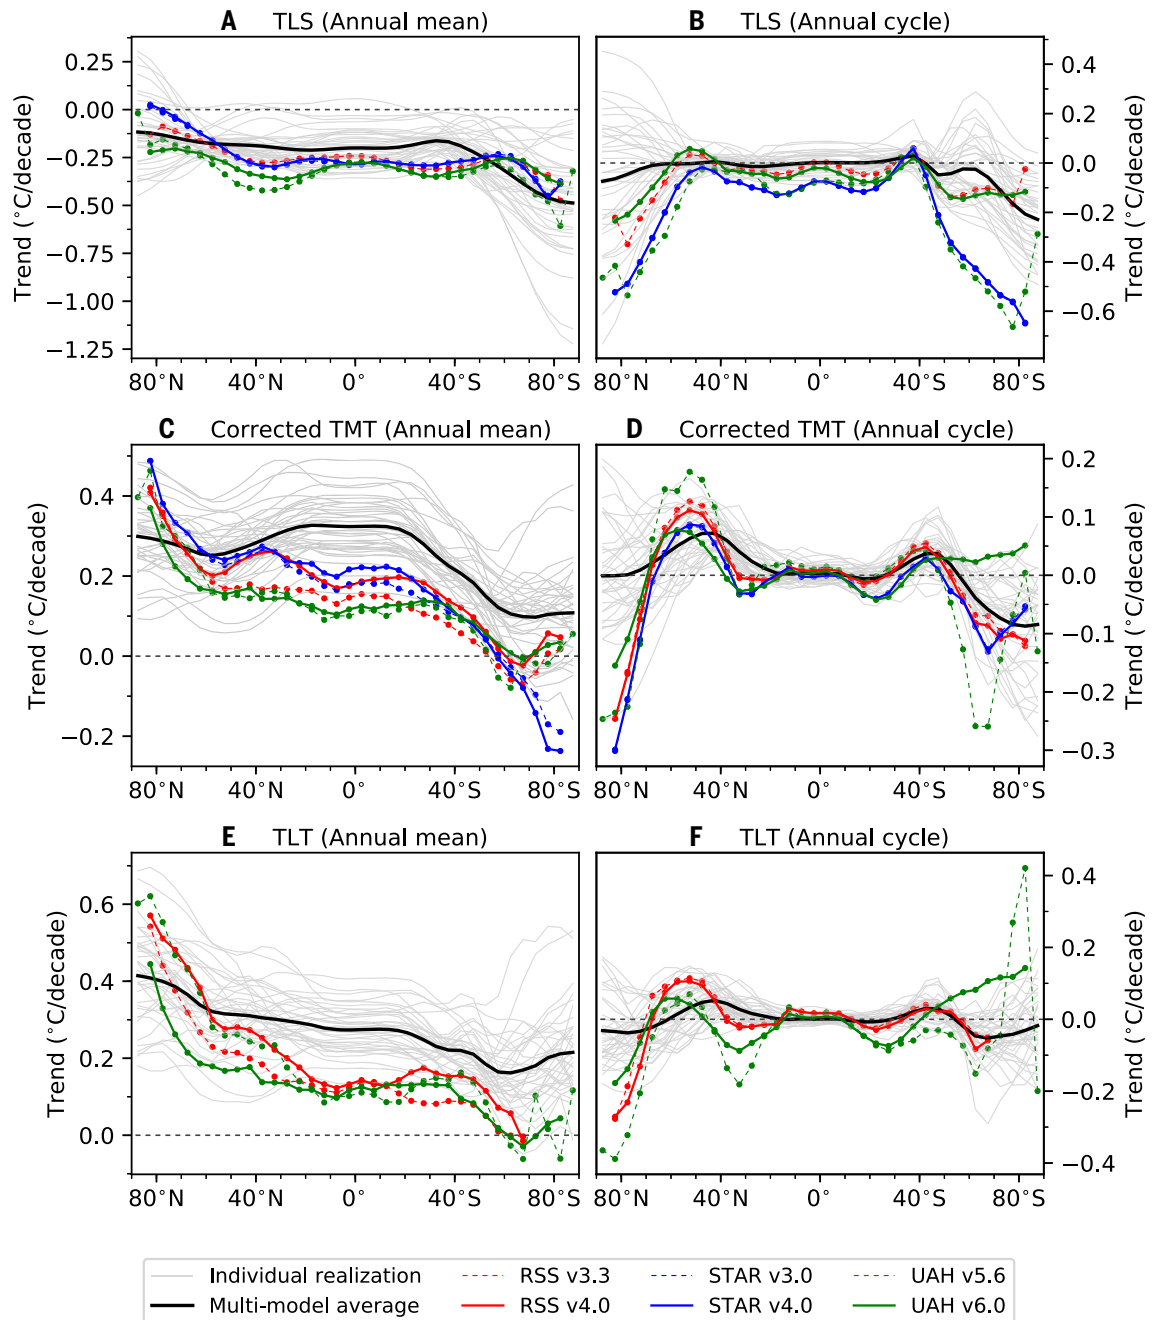 A TLS (Annual mean)
B TLS (Annual cycle)
Trend (°C/decade)
0.25
0.00
−0.25
−0.50
−0.75
−1.00
−1.25
80°N 40°N 0° 40°S 80°S
0.4
0.2
0.0
−0.2
−0.4
−0.6
Trend (°C/decade)
80°N 40°N 0° 40°S 80°S
C Corrected TMT (Annual mean)
D Corrected TMT (Annual cycle)
Trend (°C/decade)
0.4
0.2
0.0
−0.2
80°N 40°N 0° 40°S 80°S
0.2
0.1
0.0
−0.1
−0.2
−0.3
Trend (°C/decade)
80°N 40°N 0° 40°S 80°S
E TLT (Annual mean)
F TLT (Annual cycle)
Trend (°C/decade)
0.6
0.4
0.2
0.0
80°N 40°N 0° 40°S 80°S
0.4
0.2
0.0
−0.2
−0.4
Trend (°C/decade)
80°N 40°N 0° 40°S 80°S
Individual realization RSS v3.3 STAR v3.0 UAH v5.6
Multi-model average RSS v4.0 STAR v4.0 UAH v6.0